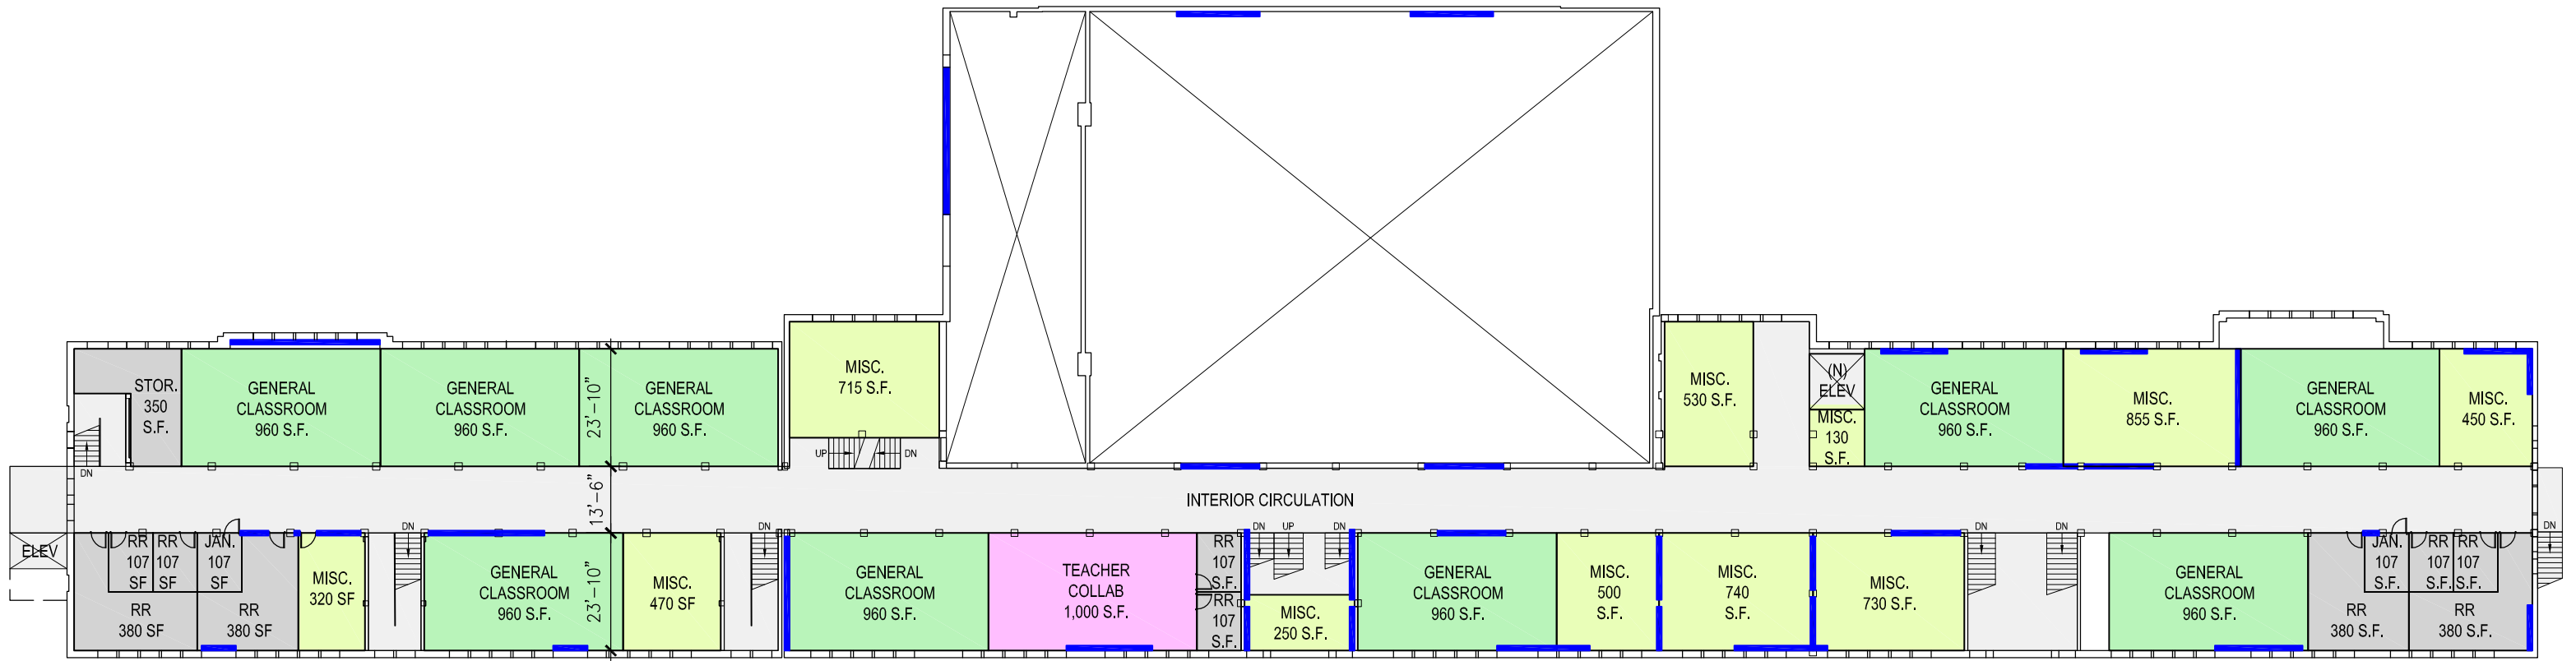 MISC.
715 S.F.
UP
DN
STOR.
350
S.F.
GENERAL
CLASSROOM
960 S.F.
GENERAL
CLASSROOM
960 S.F.
23'-10"
GENERAL
CLASSROOM
960 S.F.
MISC.
530 S.F.
(N)
ELEV
MISC.
130
S.F.
GENERAL
CLASSROOM
960 S.F.
MISC.
855 S.F.
GENERAL
CLASSROOM
960 S.F.
MISC.
450 S.F.
DN
13'-6"
INTERIOR CIRCULATION
DN
DN
DN
UP
DN
DN
DN
DN
ELEV
RR
107
SF
RR
107
SF
JAN.
107
SF
RR
380 SF
RR
380 SF
MISC.
320 SF
GENERAL
CLASSROOM
960 S.F.
23'-10"
MISC.
470 SF
GENERAL
CLASSROOM
960 S.F.
TEACHER
COLLAB
1,000 S.F.
RR
107
S.F.
RR
107
S.F.
MISC.
250 S.F.
GENERAL
CLASSROOM
960 S.F.
MISC.
500
S.F.
MISC.
740
S.F.
MISC.
730 S.F.
GENERAL
CLASSROOM
960 S.F.
JAN.
107
S.F.
RR
107
S.F.
RR
107
S.F.
RR
380 S.F.
RR
380 S.F.